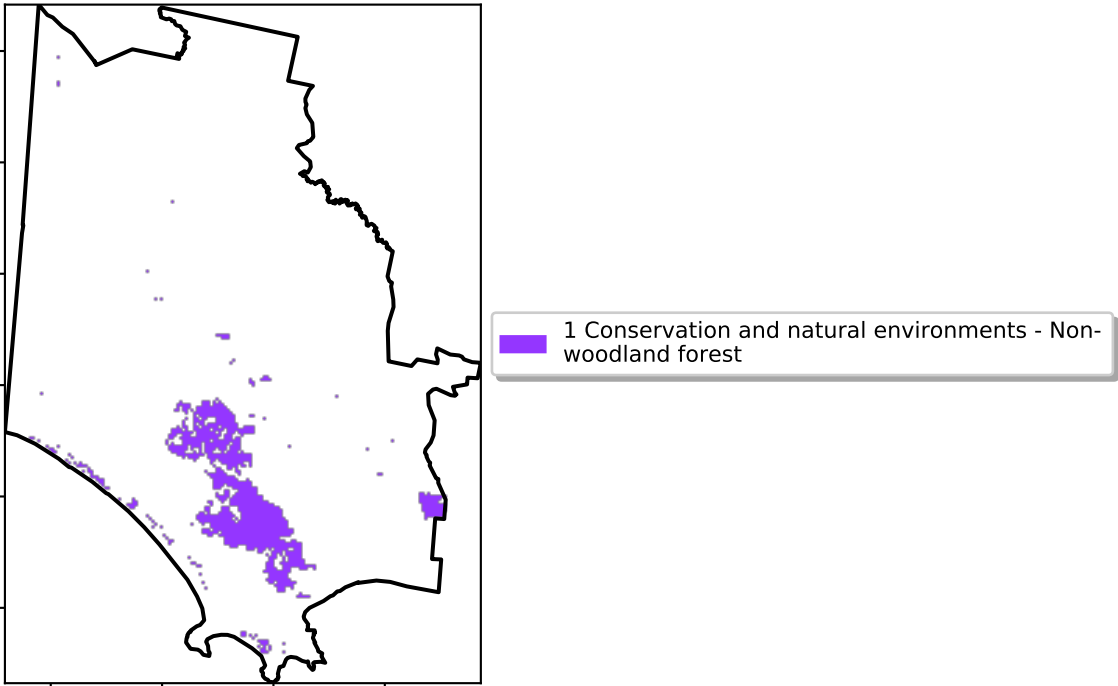 1 Conservation and natural environments - Non-
woodland forest